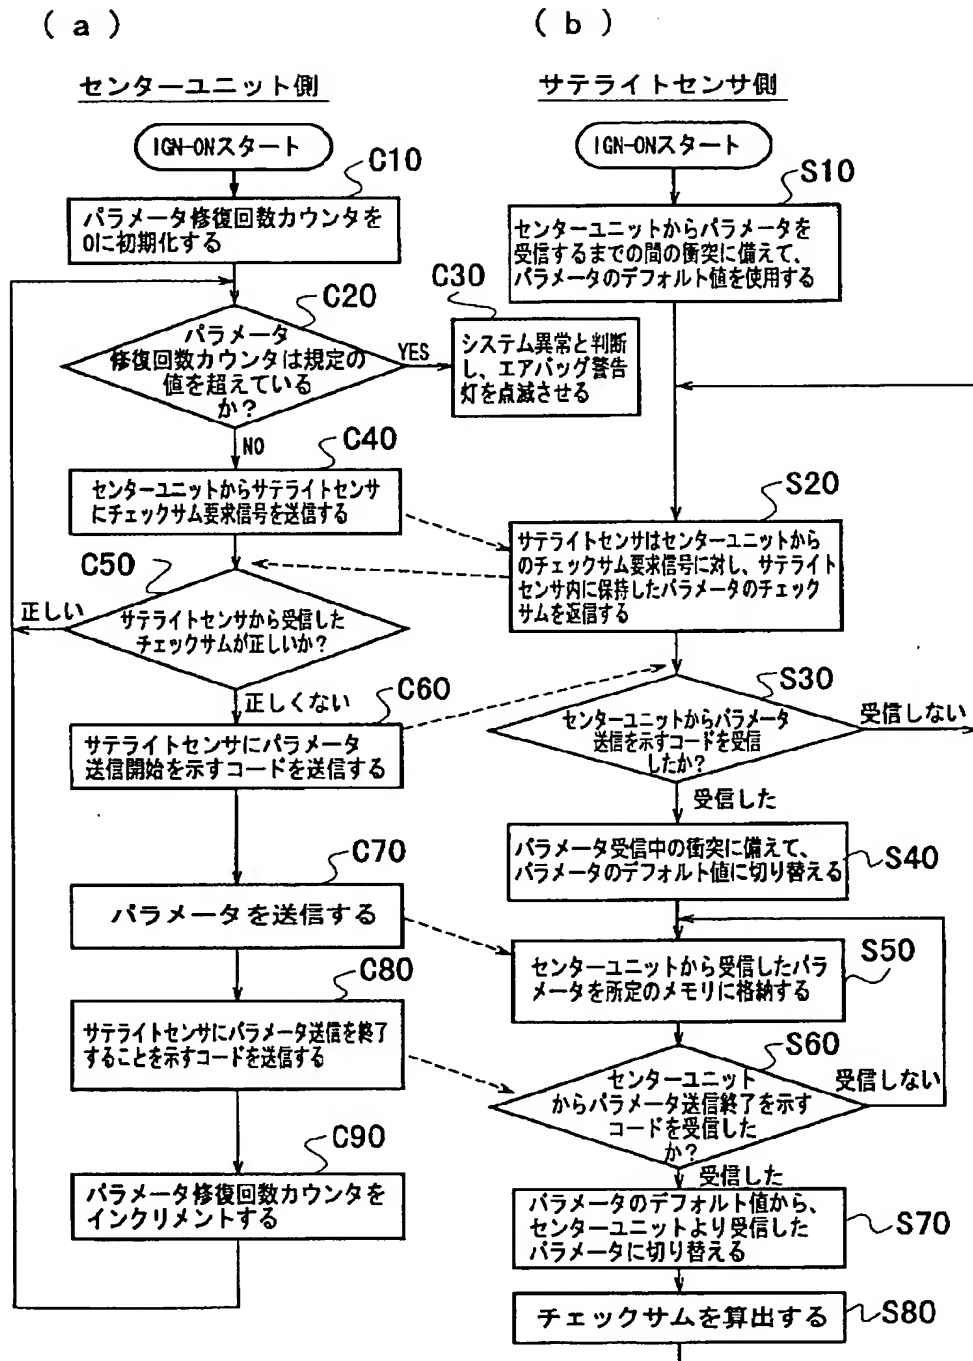 (a)
センターユニット側
IGN-ONスタート
C10
パラメータ修復回数カウンタを
0に初期化する
C20
パラメータ
修復回数カウンタは規定の
値を超えている
か?
YES
C30
システム異常と判断
し、エアバッグ警告
灯を点滅させる
NO
C40
センターユニットからサテライトセンサ
にチェックサム要求信号を送信する
C50
正しい
サテライトセンサから受信した
チェックサムが正しいか?
正しくない
C60
サテライトセンサにパラメータ
送信開始を示すコードを送信する
C70
パラメータを送信する
C80
サテライトセンサにパラメータ送信を終了
することを示すコードを送信する
C90
パラメータ修復回数カウンタを
インクリメントする
(b)
サテライトセンサ側
IGN-ONスタート
S10
センターユニットからパラメータを
受信するまでの間の衝突に備えて、
パラメータのデフォルト値を使用する
S20
サテライトセンサはセンターユニットから
のチェックサム要求信号に対し、サテライト
センサ内に保持したパラメータのチェック
サムを返信する
S30
センターユニットからパラメータ
送信を示すコードを受信
したか?
受信しない
受信した
パラメータ受信中の衝突に備えて、
パラメータのデフォルト値に切り替える
S40
センターユニットから受信したパラ
メータを所定のメモリに格納する
S50
S60
センターユニット
からパラメータ送信終了を示す
コードを受信した
か?
受信しない
受信した
パラメータのデフォルト値から、
センターユニットより受信した
パラメータに切り替える
S70
チェックサムを算出する
S80